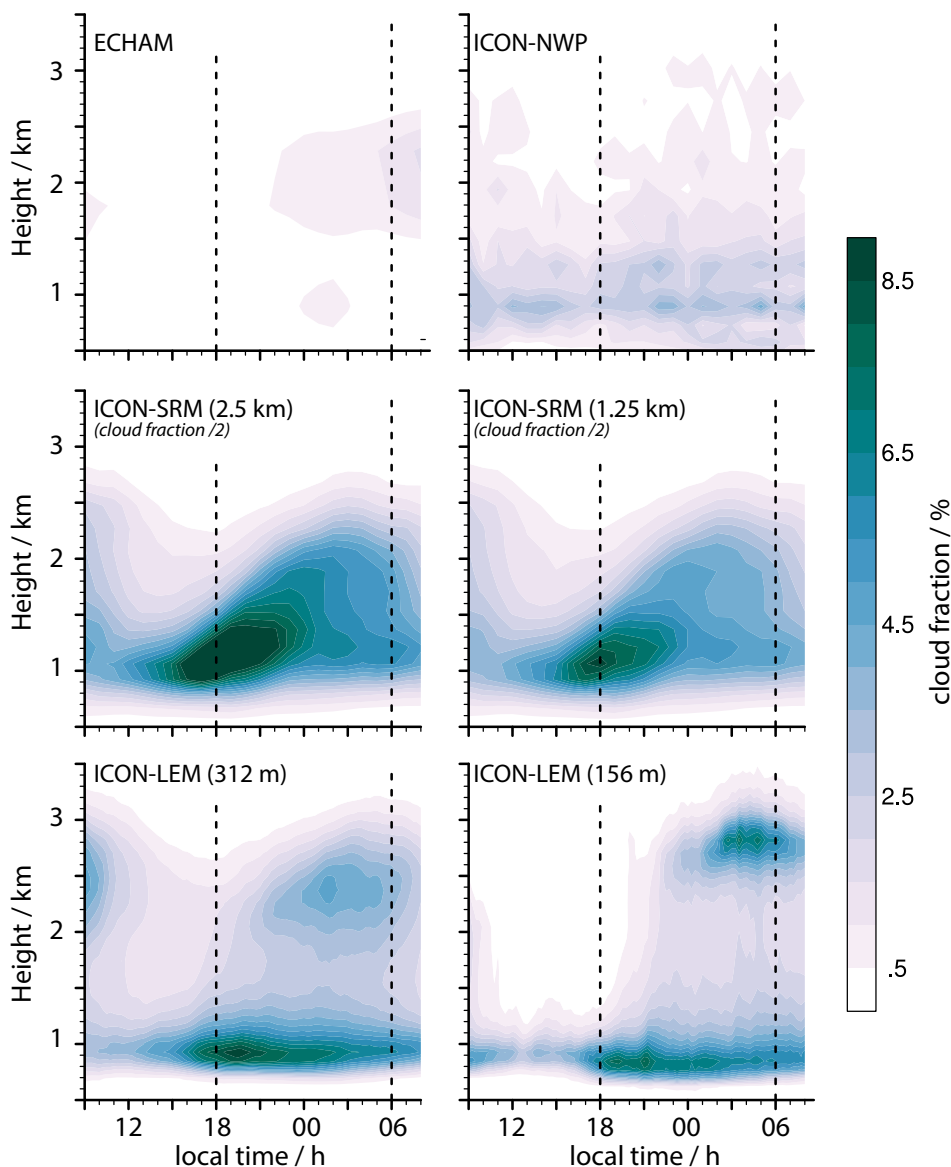 ECHAM
ICON-NWP
3
2
1
Height / km
ICON-SRM (2.5 km)
(cloud fraction /2)
ICON-SRM (1.25 km)
(cloud fraction /2)
3
2
1
Height / km
ICON-LEM (312 m)
ICON-LEM (156 m)
3
2
1
Height / km
12 18 00 06
local time / h
12 18 00 06
local time / h
8.5
6.5
4.5
2.5
.5
cloud fraction / %